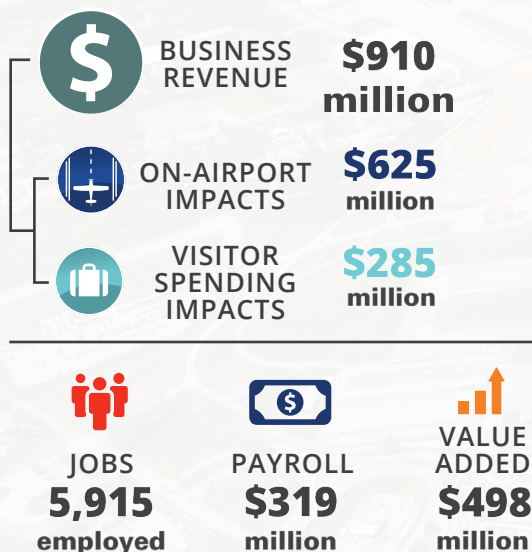 $
BUSINESS
REVENUE
$910
million
ON-AIRPORT
IMPACTS
$625
million
VISITOR
SPENDING
IMPACTS
$285
million
$
JOBS
5,915
employed
PAYROLL
$319
million
VALUE
ADDED
$498
million